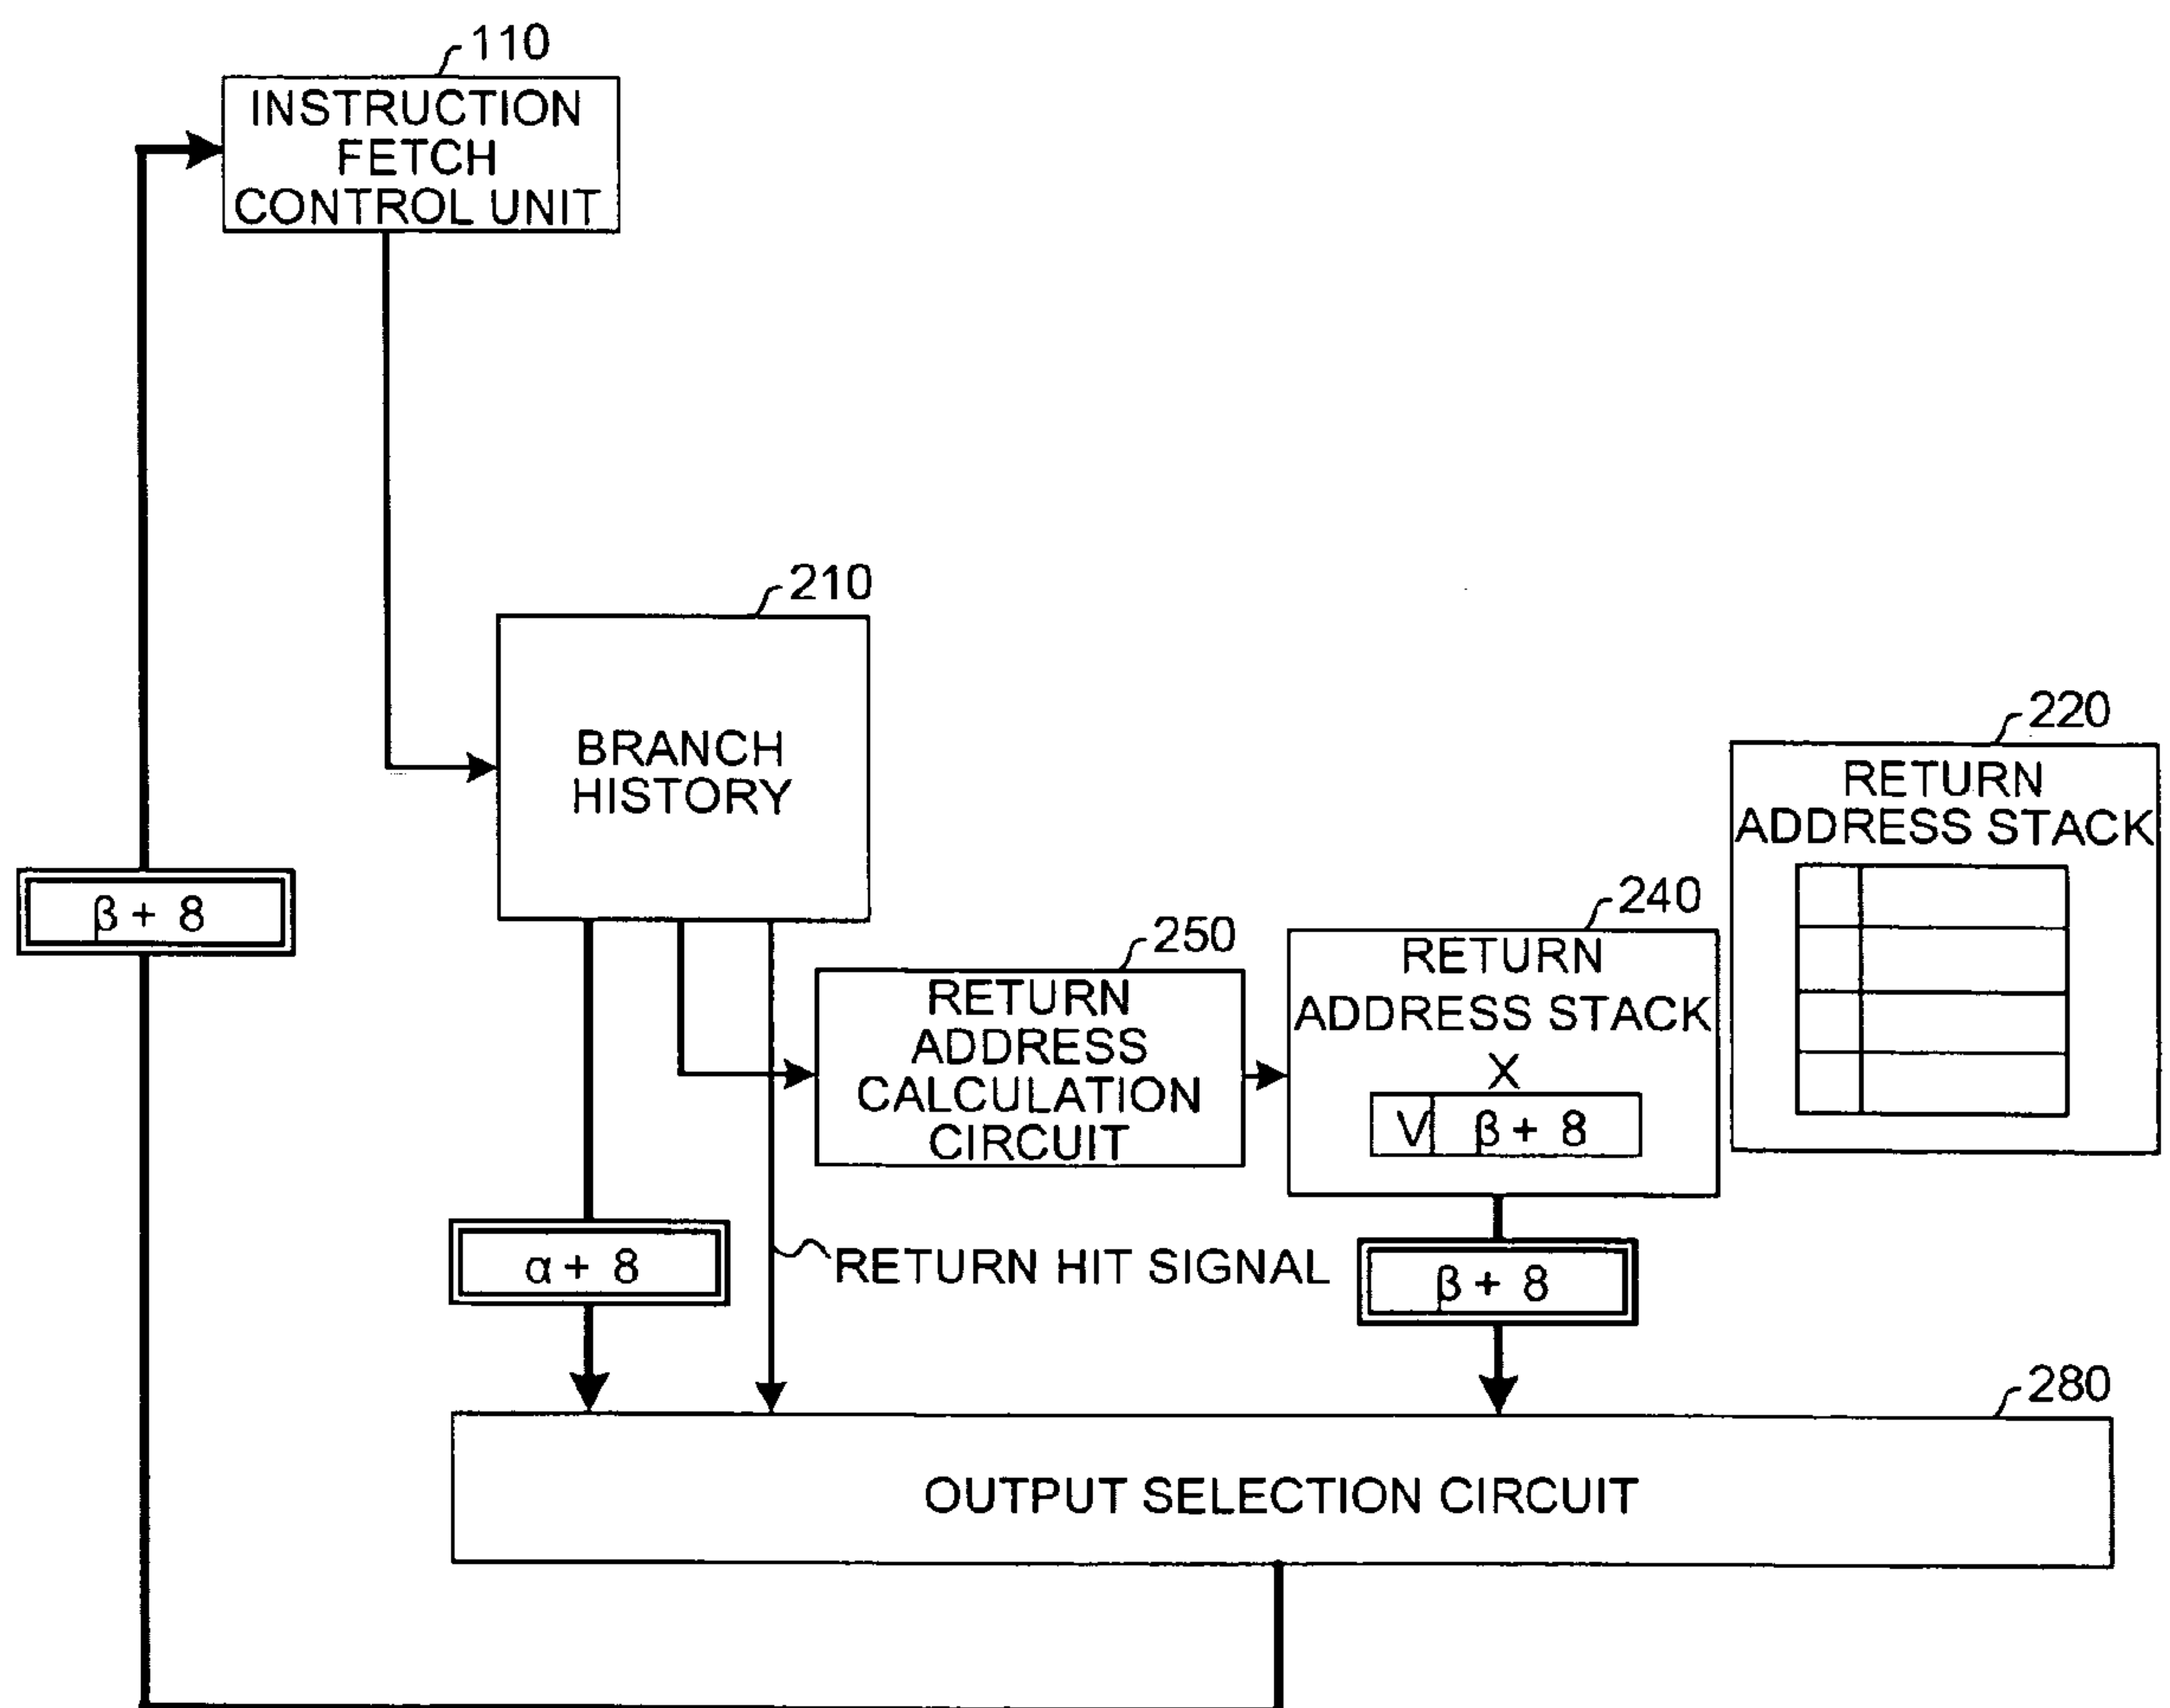 110
INSTRUCTION
FETCH
CONTROL UNIT
210
BRANCH
HISTORY
220
RETURN
ADDRESS STACK
β + 8
250
RETURN
ADDRESS
CALCULATION
CIRCUIT
240
RETURN
ADDRESS STACK
X
V β + 8
α + 8
RETURN HIT SIGNAL
β + 8
280
OUTPUT SELECTION CIRCUIT